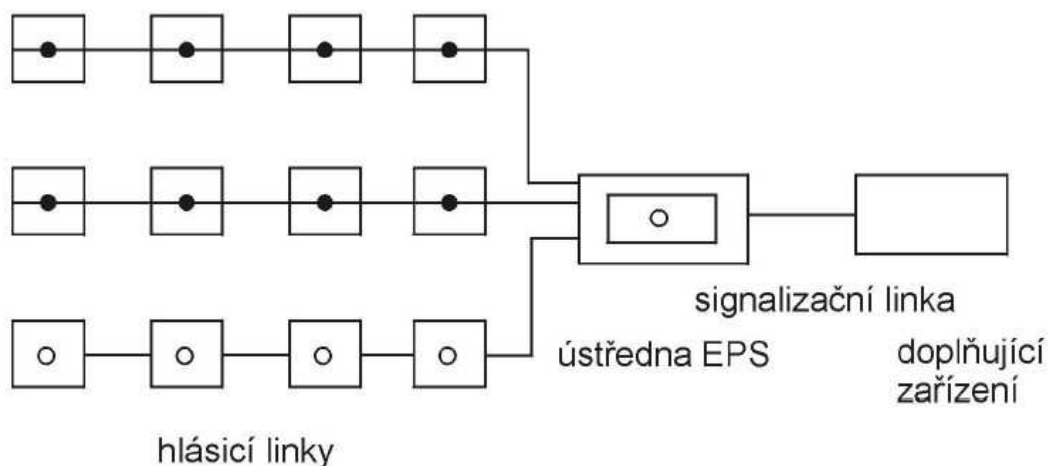 signalizační linka
ústředna EPS
doplňující
zařízení
hlásicí linky